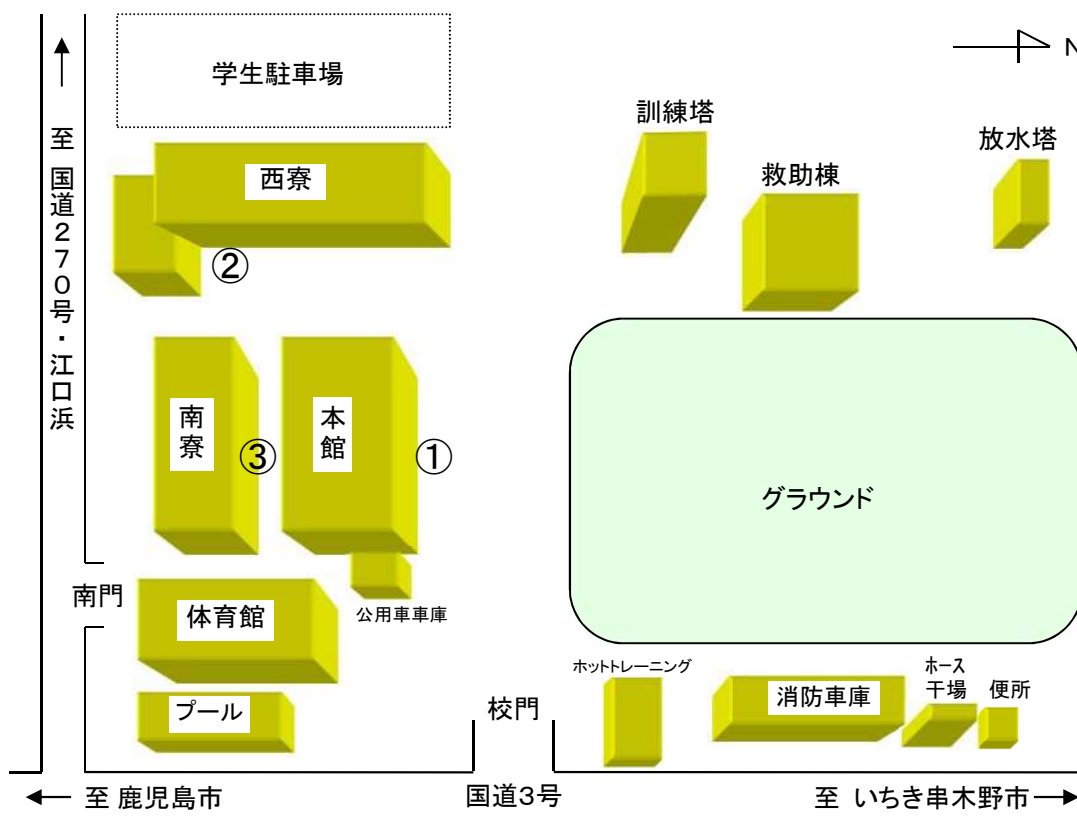 学生駐車場
N
訓練塔
放水塔
救助棟
西寮
②
至 国道270号・江口浜
南寮
③
本館
①
グラウンド
南門
体育館
公用車車庫
プール
校門
ホットトレーニング
消防車庫
ホース
干場
便所
至 鹿児島市
国道3号
至 いちき串木野市